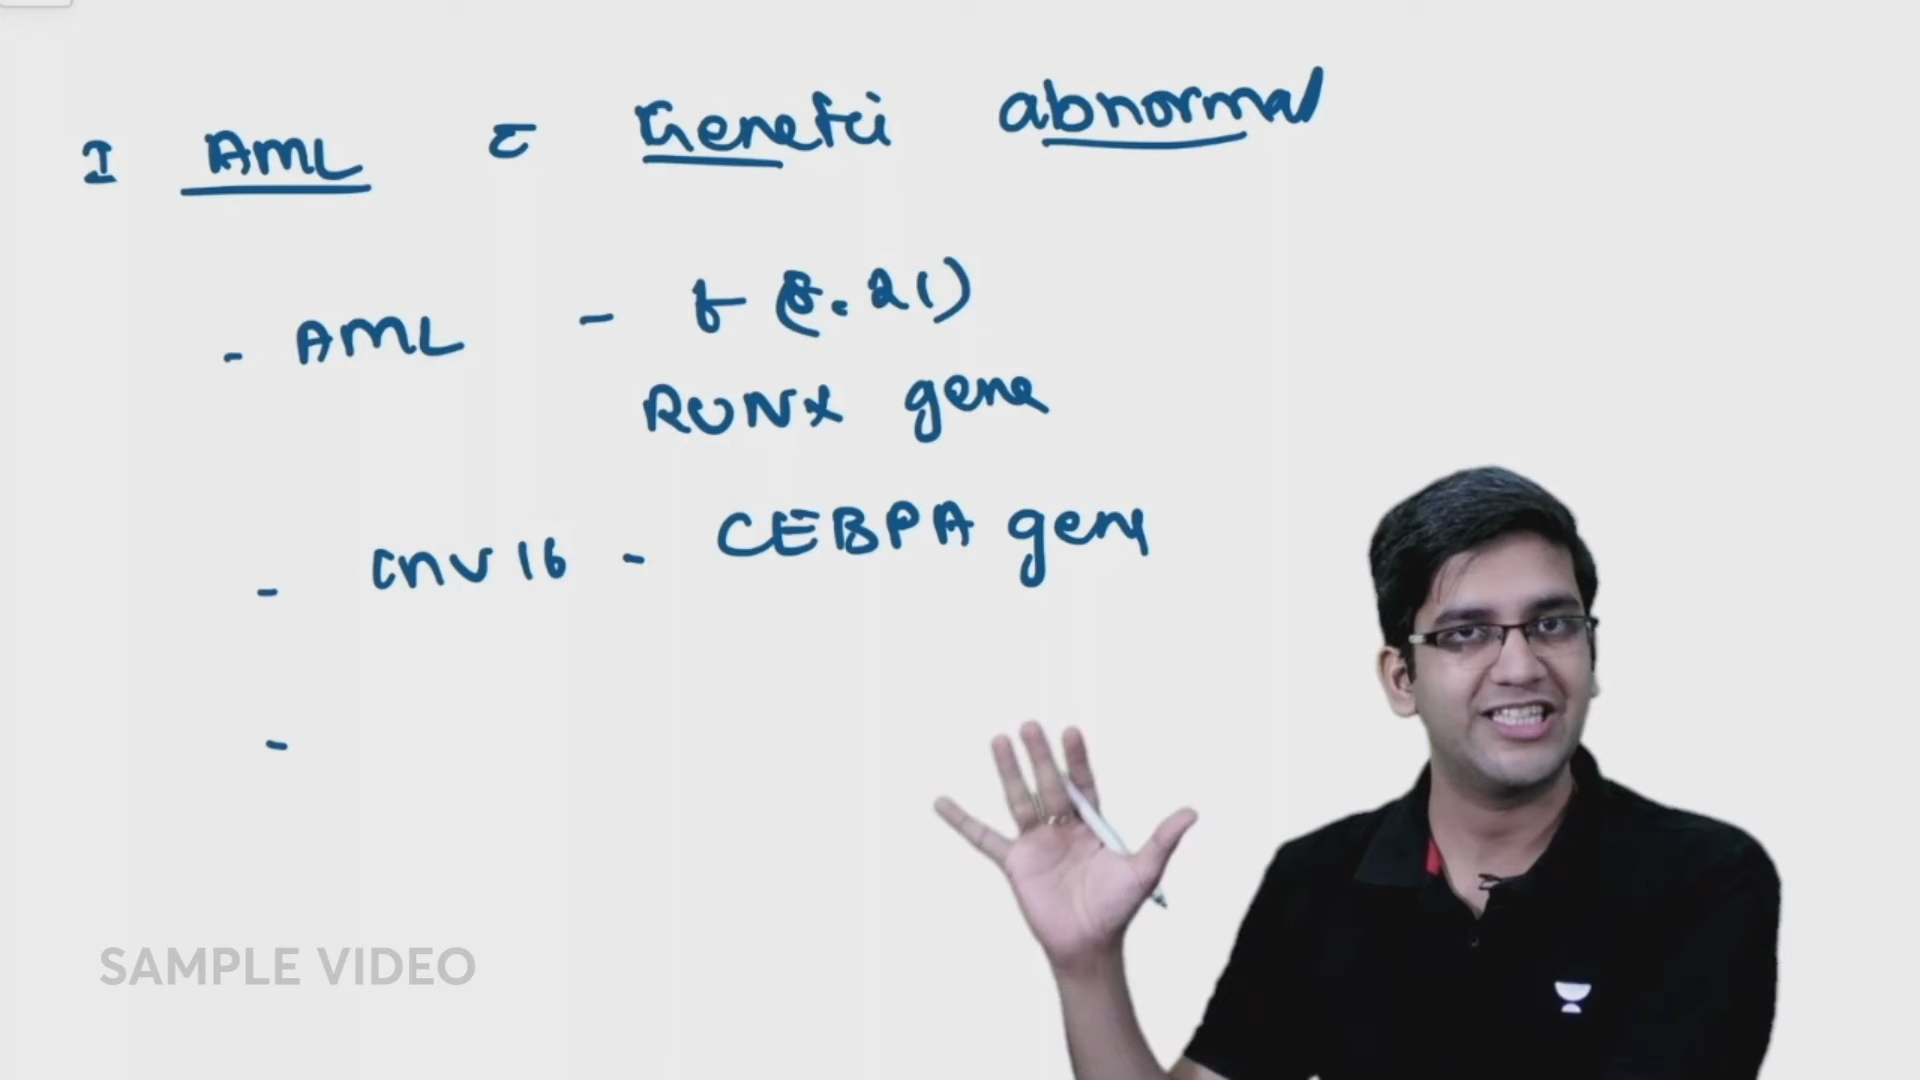 I AML c̄ Genetic abnormal
- AML - t(8.21)
RUNX gene
- inv 16 - CEBPA gene
-
SAMPLE VIDEO